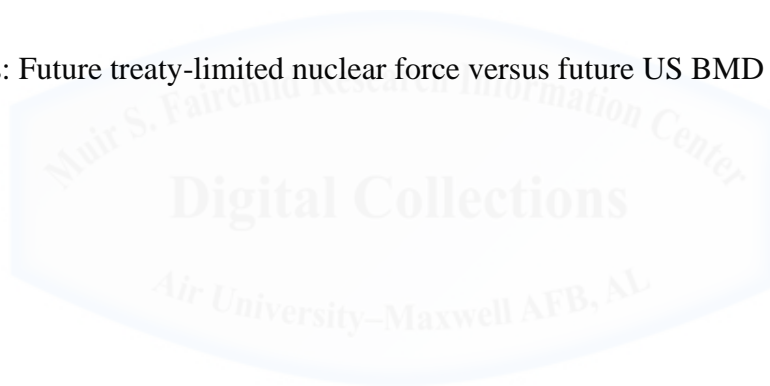 : Future treaty-limited nuclear force versus future US BMD
Muir S. Fairchild Research Information Center
Digital Collections
Air University–Maxwell AFB, AL